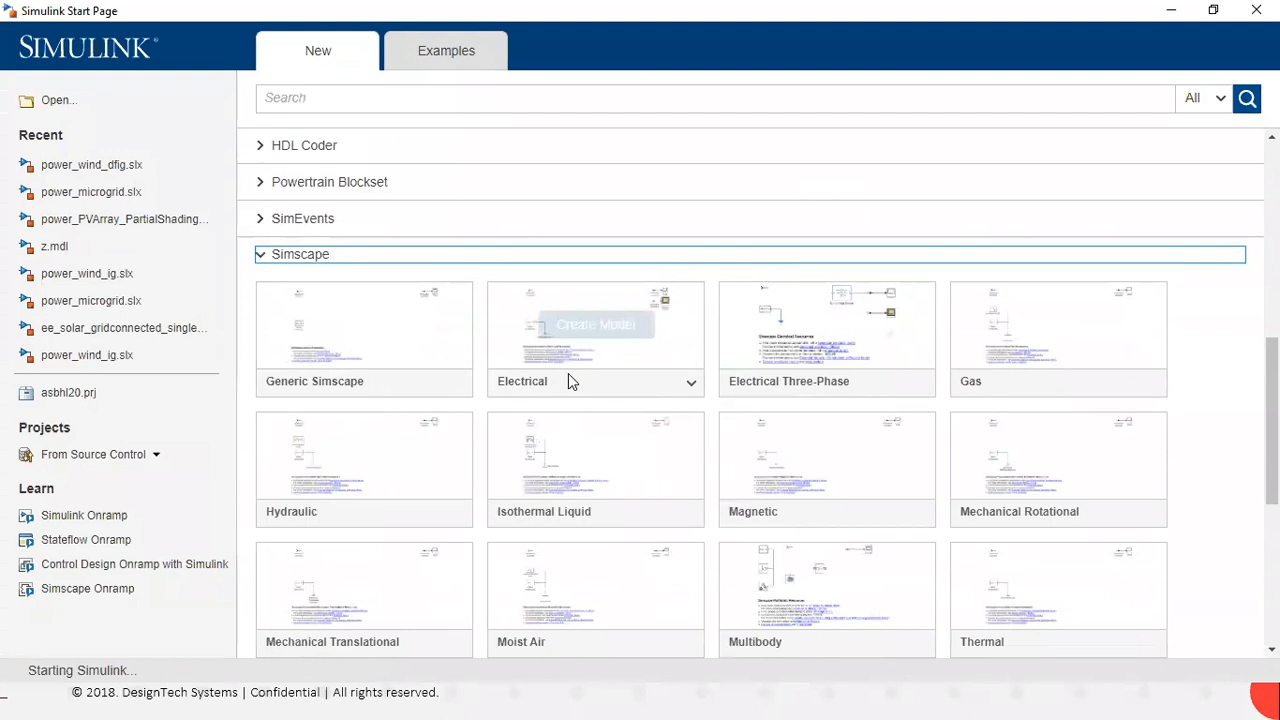 Simulink Start Page
SIMULINK®
New
Examples
Open...
Search
All
Recent
power_wind_dfig.slx
power_microgrid.slx
power_PVArray_PartialShading...
z.mdl
power_wind_ig.slx
power_microgrid.slx
ee_solar_gridconnected_single...
power_wind_ig.slx
asbhl20.prj
Projects
From Source Control
Learn
Simulink Onramp
Stateflow Onramp
Control Design Onramp with Simulink
Simscape Onramp
HDL Coder
Powertrain Blockset
SimEvents
Simscape
Create Model
Generic Simscape
Electrical
Electrical Three-Phase
Gas
Hydraulic
Isothermal Liquid
Magnetic
Mechanical Rotational
Mechanical Translational
Moist Air
Multibody
Thermal
Starting Simulink...
© 2018. DesignTech Systems | Confidential | All rights reserved.